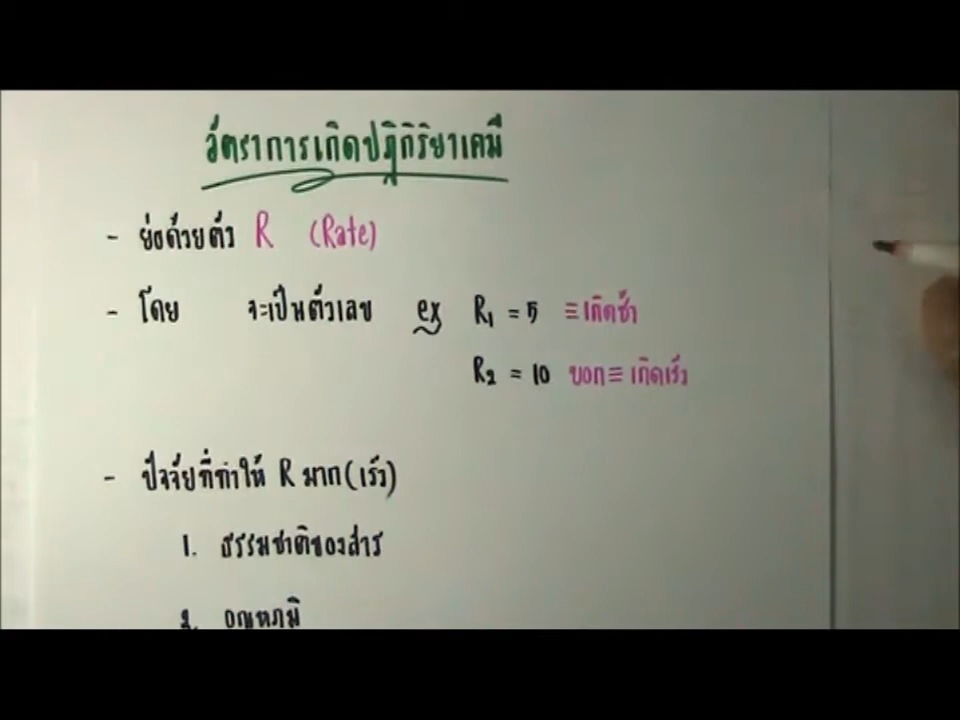 อัตราการเกิดปฏิกิริยาเคมี
- ย่อด้วยตัว R (Rate)
- โดย จะเป็นตัวเลข ex R₁ = 5 ≡ เกิดช้า
R₂ = 10 บอก ≡ เกิดเร็ว
- ปัจจัยที่ทำให้ R มาก (เร็ว)
1. ธรรมชาติของสาร
2. อุณหภูมิ